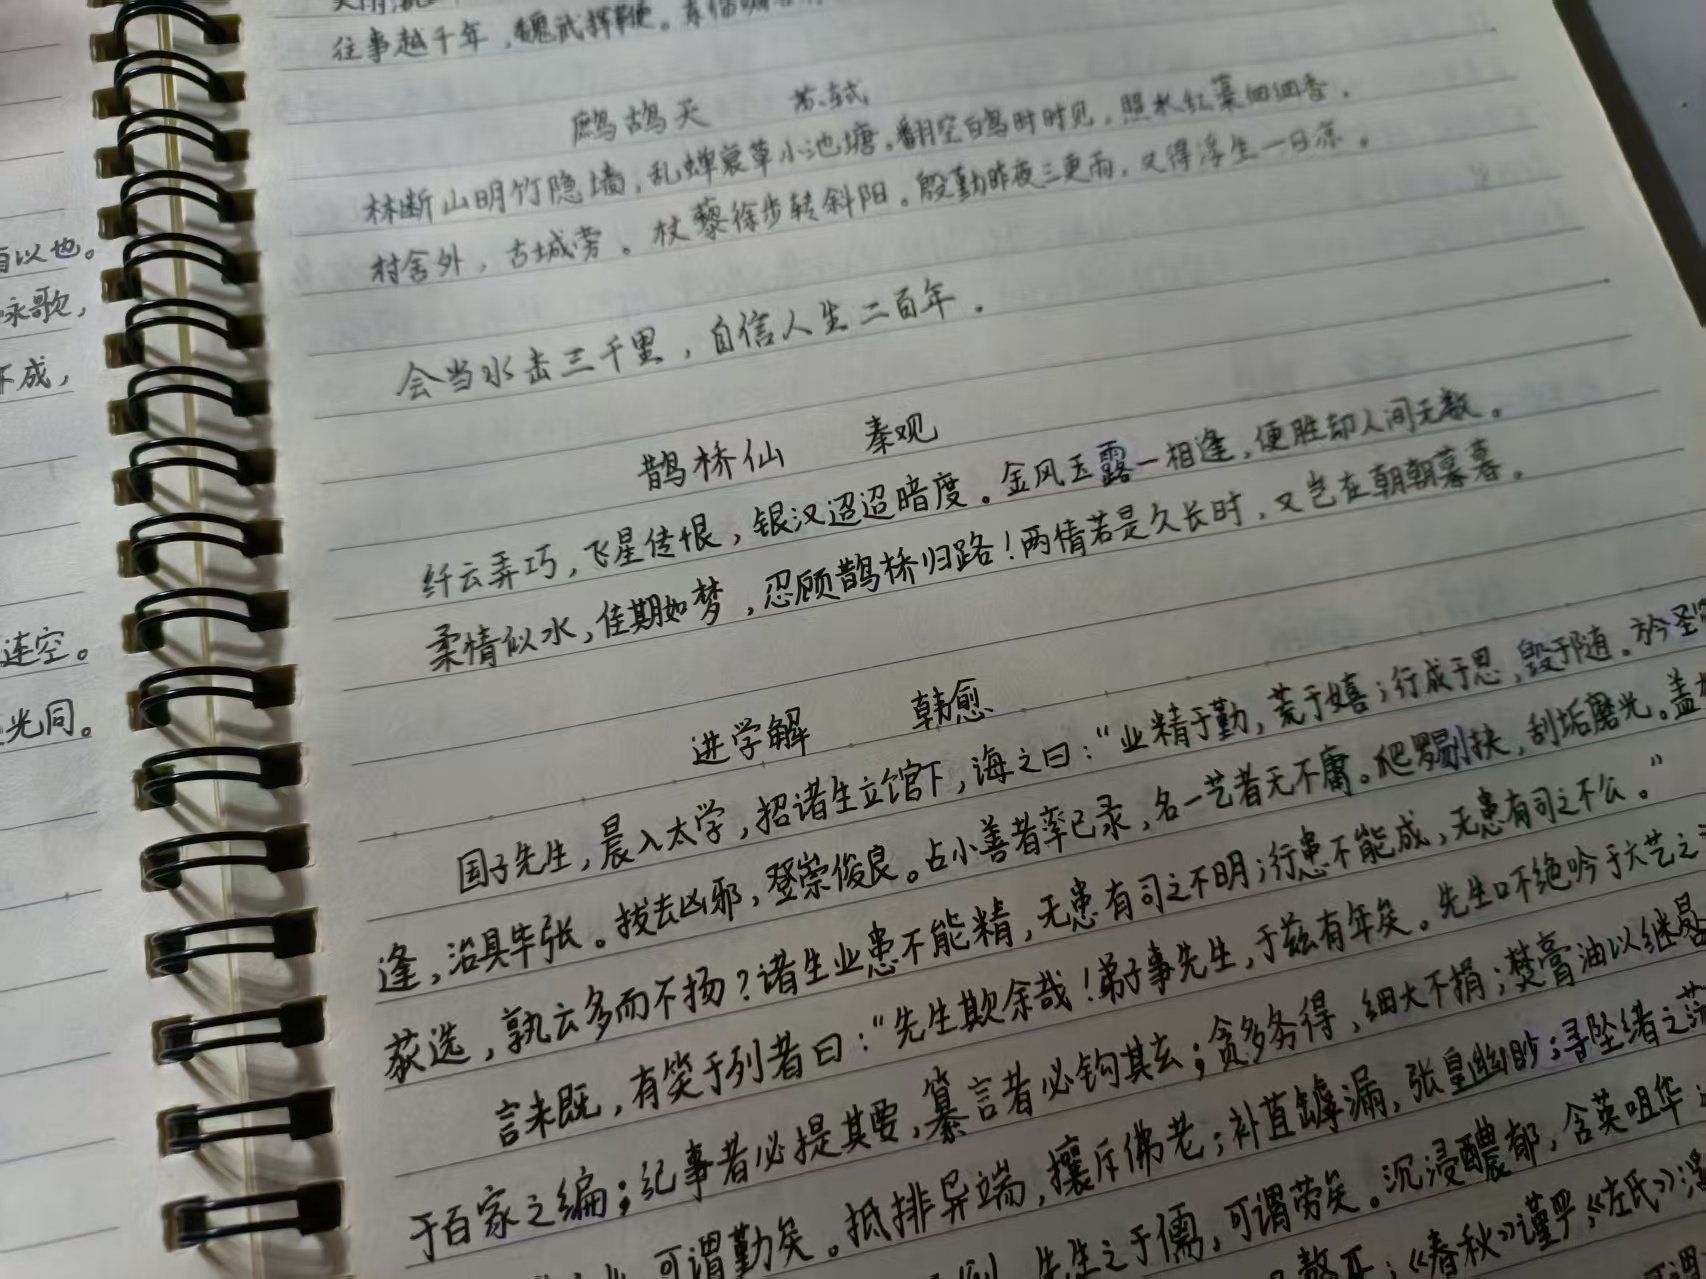 有以也。
咏歌,
不成,
连空。
光同。
往事越千年,魏武挥鞭。
鹧鸪天 苏轼
林断山明竹隐墙,乱蝉衰草小池塘。翻空白鸟时时见,照水红蕖细细香。
村舍外,古城旁。杖藜徐步转斜阳。殷勤昨夜三更雨,又得浮生一日凉。
会当水击三千里,自信人生二百年。
鹊桥仙 秦观
纤云弄巧,飞星传恨,银汉迢迢暗度。金风玉露一相逢,便胜却人间无数。
柔情似水,佳期如梦,忍顾鹊桥归路!两情若是久长时,又岂在朝朝暮暮。
进学解 韩愈
国子先生,晨入太学,招诸生立馆下,诲之曰:“业精于勤,荒于嬉;行成于思,毁于随。方今圣
逢,治具毕张。拔去凶邪,登崇俊良。占小善者率已录,名一艺者无不庸。爬罗剔抉,刮垢磨光。盖
获选,孰云多而不扬?诸生业患不能精,无患有司之不明;行患不能成,无患有司之不公。”
言未既,有笑于列者曰:“先生欺余哉!弟子事先生,于兹有年矣。先生口不绝吟于六艺之
于百家之编;纪事者必提其要,纂言者必钩其玄;贪多务得,细大不捐;焚膏油以继晷
可谓勤矣。抵排异端,攘斥佛老;补苴罅漏,张皇幽眇;寻坠绪之茫
先生之于儒,可谓劳矣。沉浸醲郁,含英咀华
《春秋》谨严,《左氏》浮